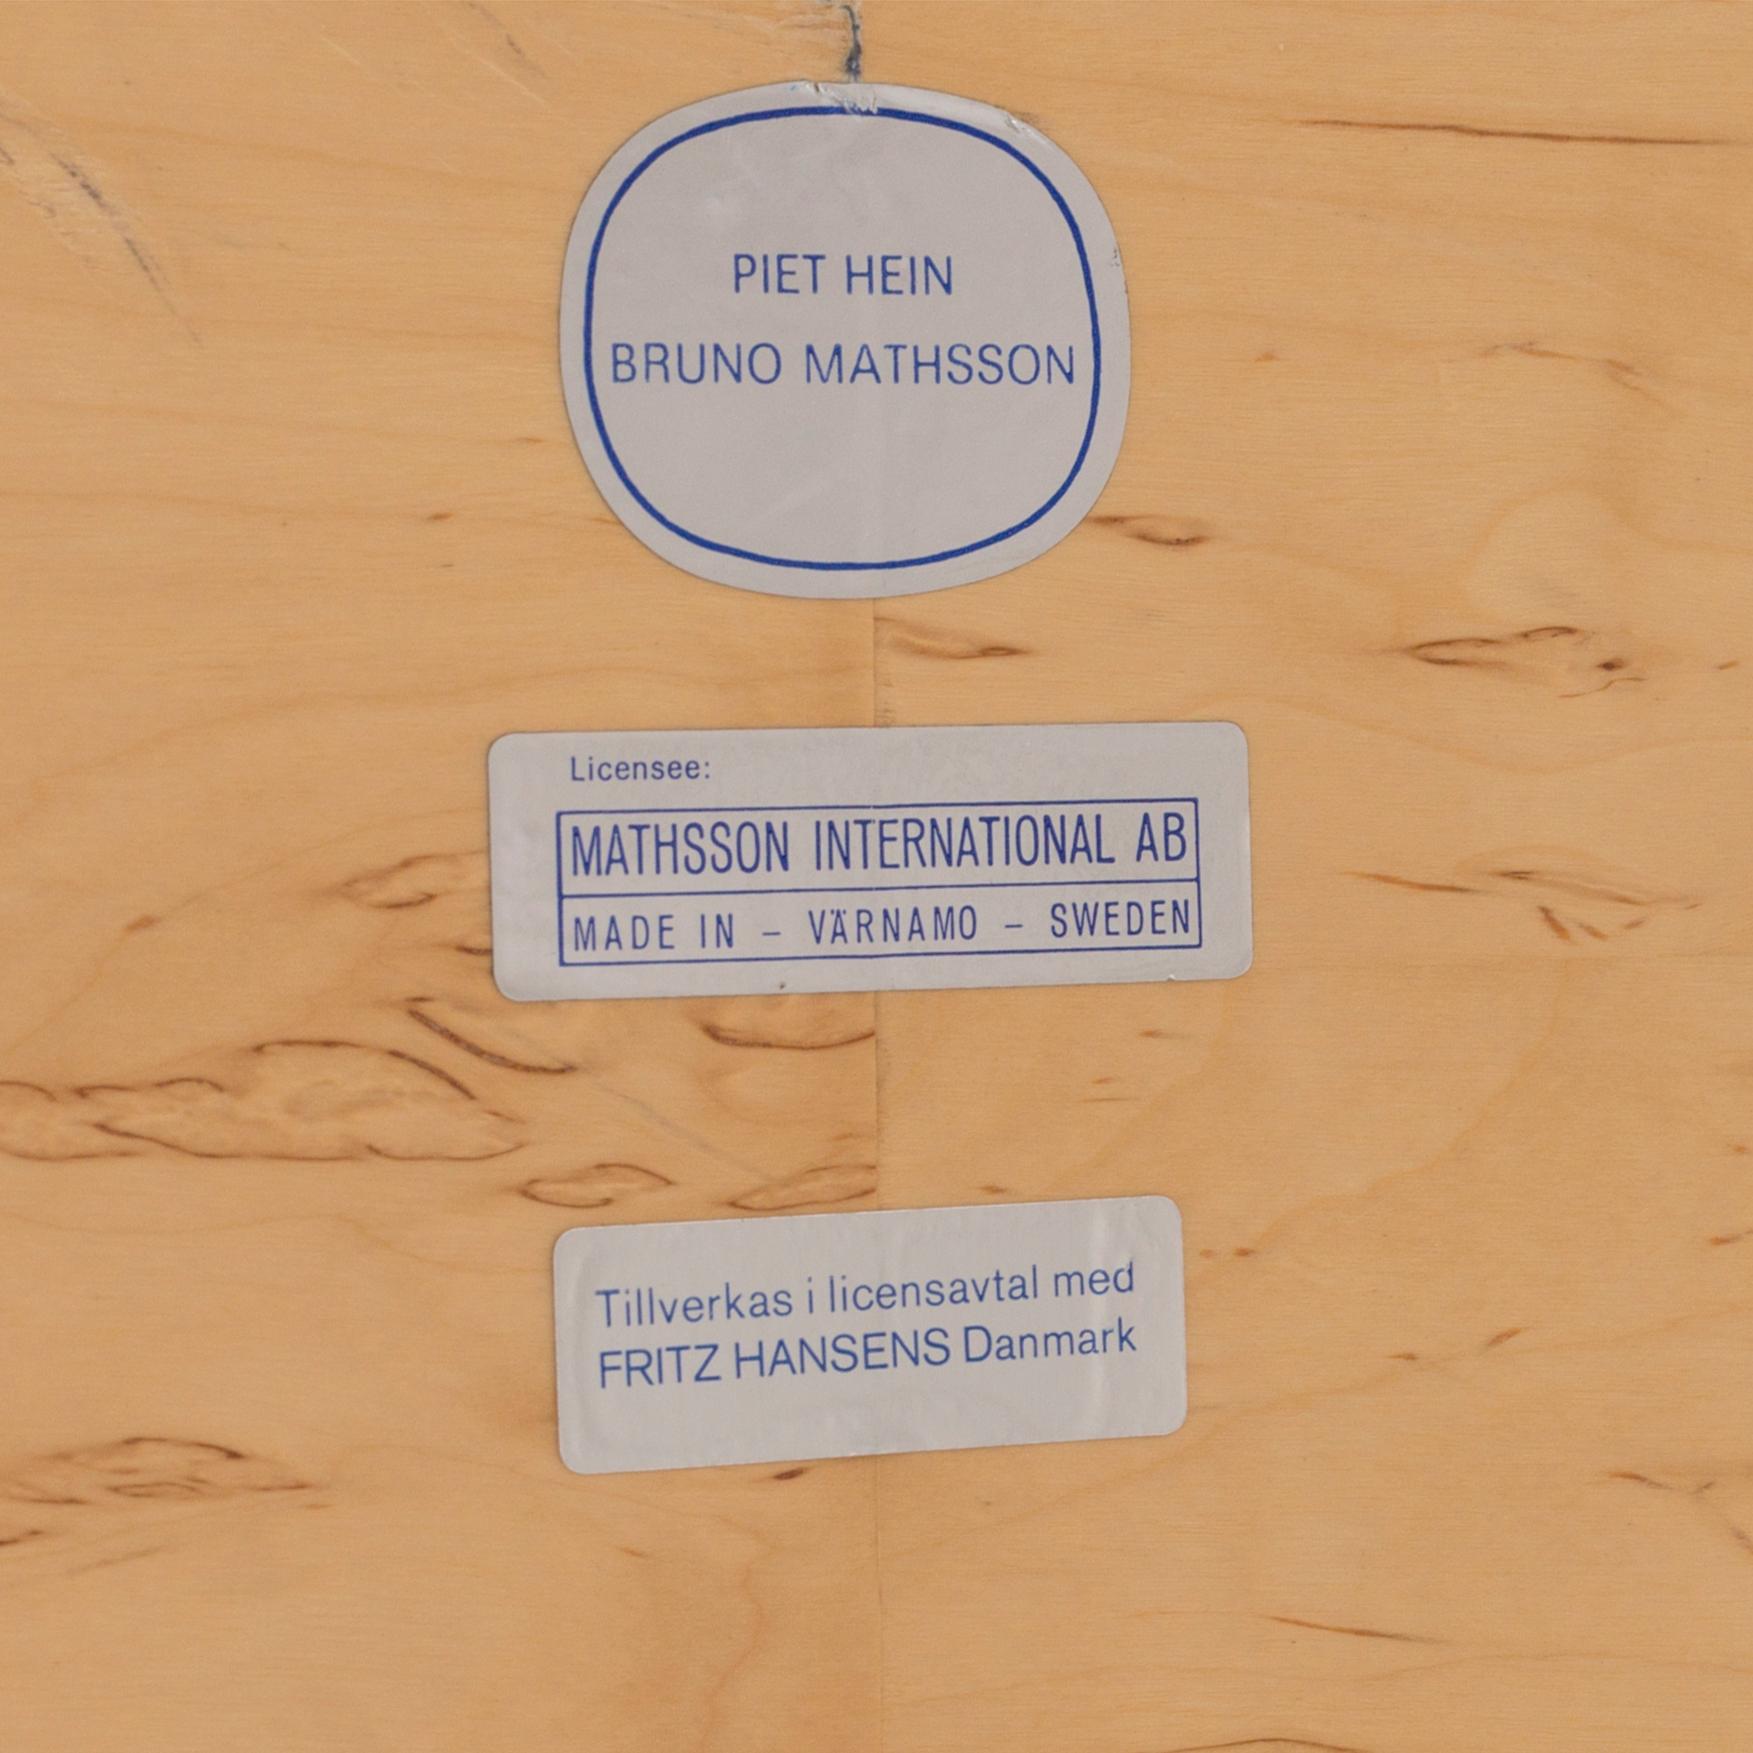 PIET HEIN
BRUNO MATHSSON
Licensee:
MATHSSON INTERNATIONAL AB
MADE IN – VÄRNAMO – SWEDEN
Tillverkas i licensavtal med
FRITZ HANSENS Danmark